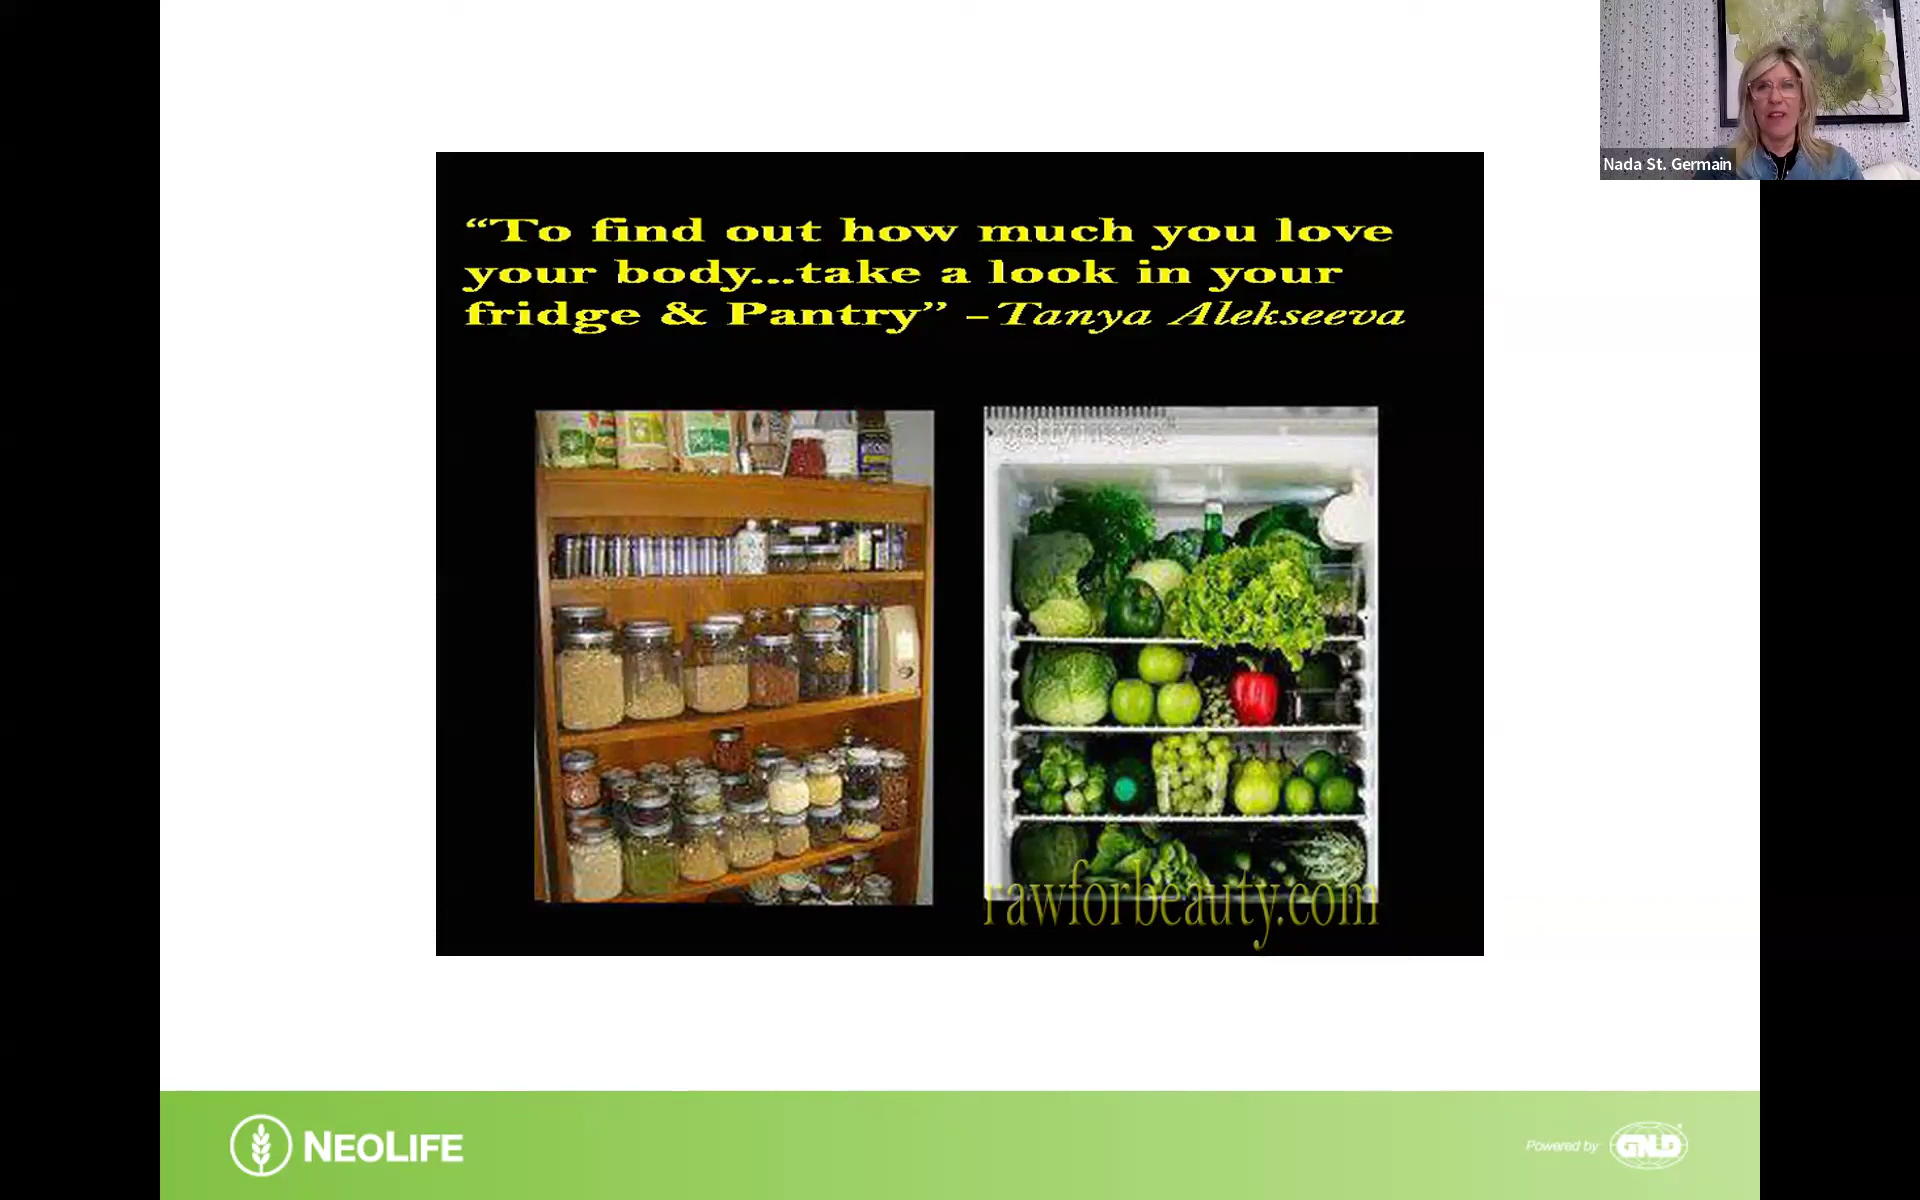 Nada St. Germain
“To find out how much you love
your body...take a look in your
fridge & Pantry” –Tanya Alekseeva
gettyimages
rawforbeauty.com
NEOLIFE
Powered by GNLD